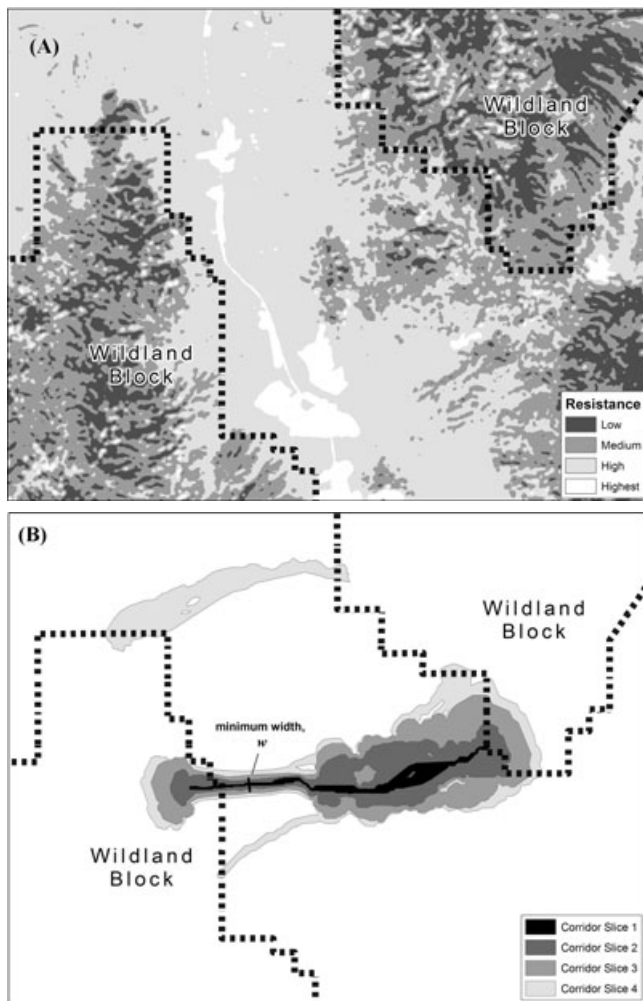 (A)
Wildland
Block
Wildland
Block
Resistance
Low
Medium
High
Highest
(B)
Wildland
Block
minimum width,
w
Wildland
Block
Corridor Slice 1
Corridor Slice 2
Corridor Slice 3
Corridor Slice 4